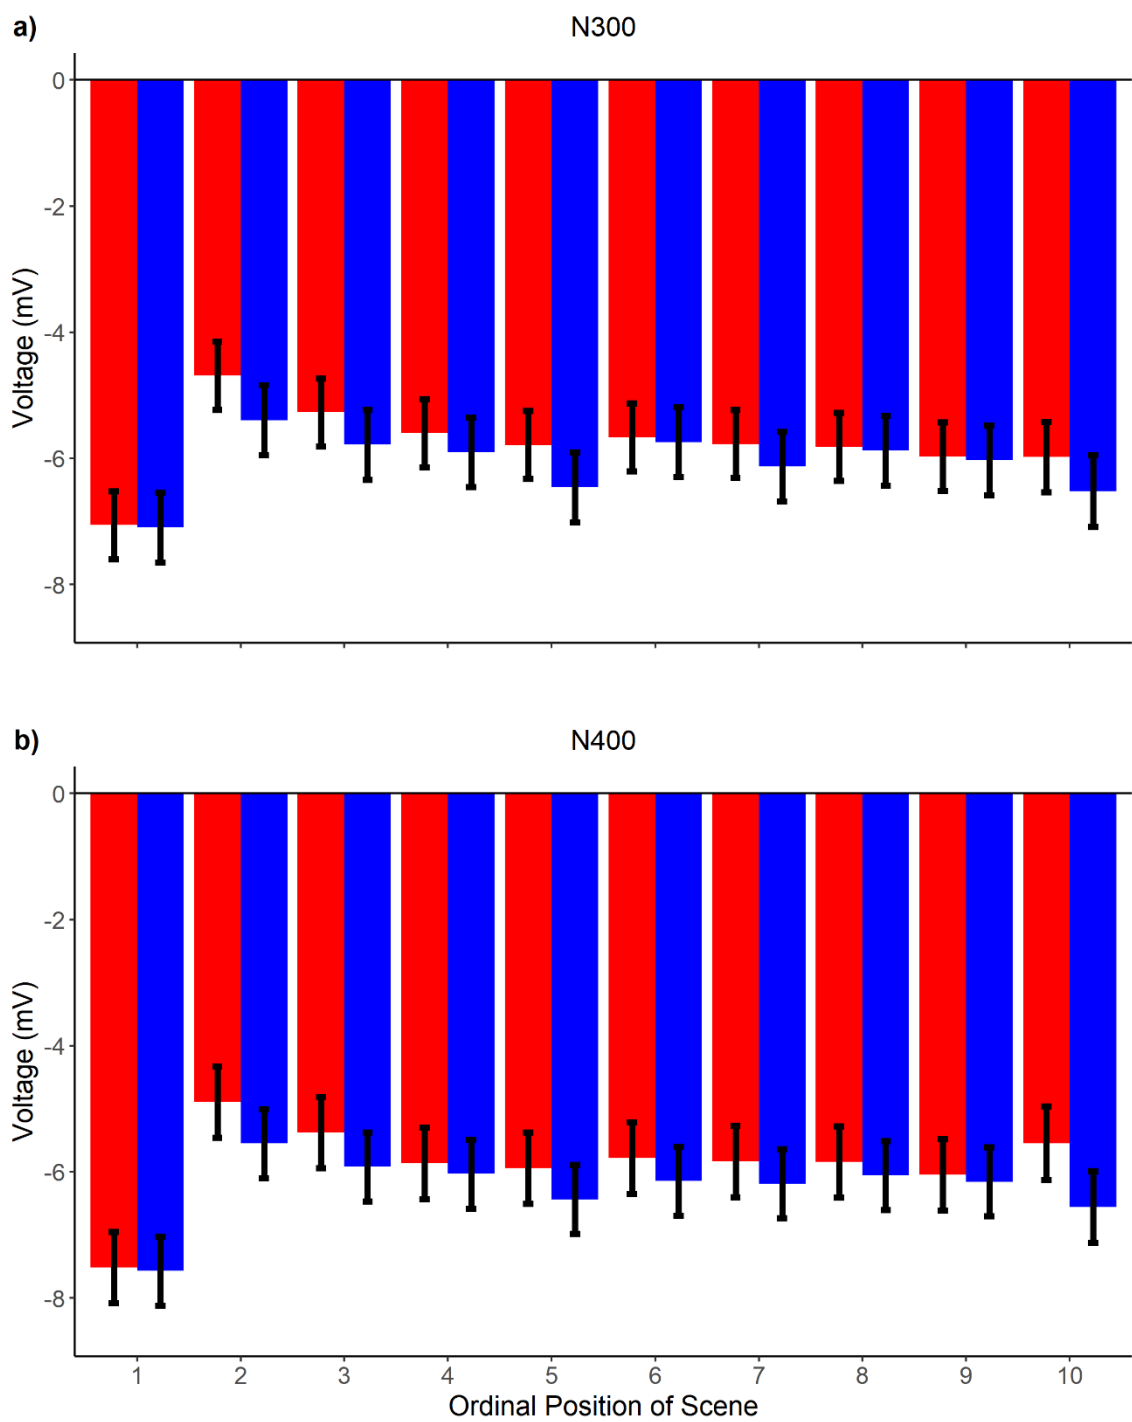 a)
N300
0
-2
-4
-6
-8
Voltage (mV)
b)
N400
0
-2
-4
-6
-8
Voltage (mV)
1 2 3 4 5 6 7 8 9 10
Ordinal Position of Scene